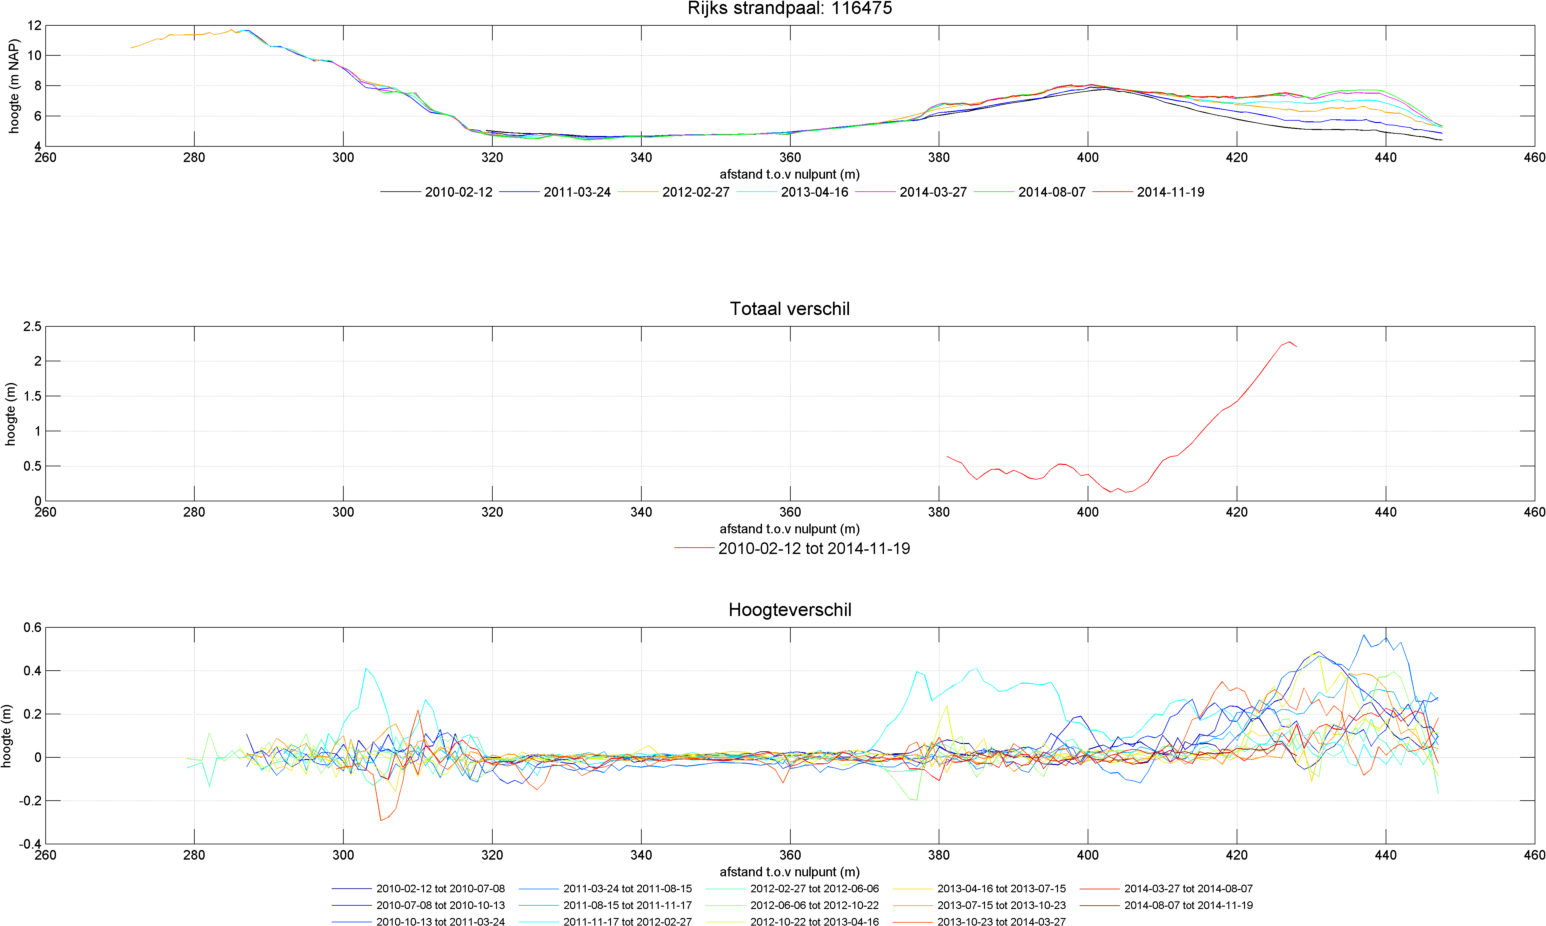 Rijks strandpaal: 116475
hoogte (m NAP)
12
10
8
6
4
260 280 300 320 340 360 380 400 420 440 460
afstand t.o.v nulpunt (m)
2010-02-12 2011-03-24 2012-02-27 2013-04-16 2014-03-27 2014-08-07 2014-11-19
Totaal verschil
hoogte (m)
2.5
2
1.5
1
0.5
0
260 280 300 320 340 360 380 400 420 440 460
afstand t.o.v nulpunt (m)
2010-02-12 tot 2014-11-19
Hoogteverschil
hoogte (m)
0.6
0.4
0.2
0
-0.2
-0.4
260 280 300 320 340 360 380 400 420 440 460
afstand t.o.v nulpunt (m)
2010-02-12 tot 2010-07-08 2011-03-24 tot 2011-08-15 2012-02-27 tot 2012-06-06 2013-04-16 tot 2013-07-15 2014-03-27 tot 2014-08-07
2010-07-08 tot 2010-10-13 2011-08-15 tot 2011-11-17 2012-06-06 tot 2012-10-22 2013-07-15 tot 2013-10-23 2014-08-07 tot 2014-11-19
2010-10-13 tot 2011-03-24 2011-11-17 tot 2012-02-27 2012-10-22 tot 2013-04-16 2013-10-23 tot 2014-03-27